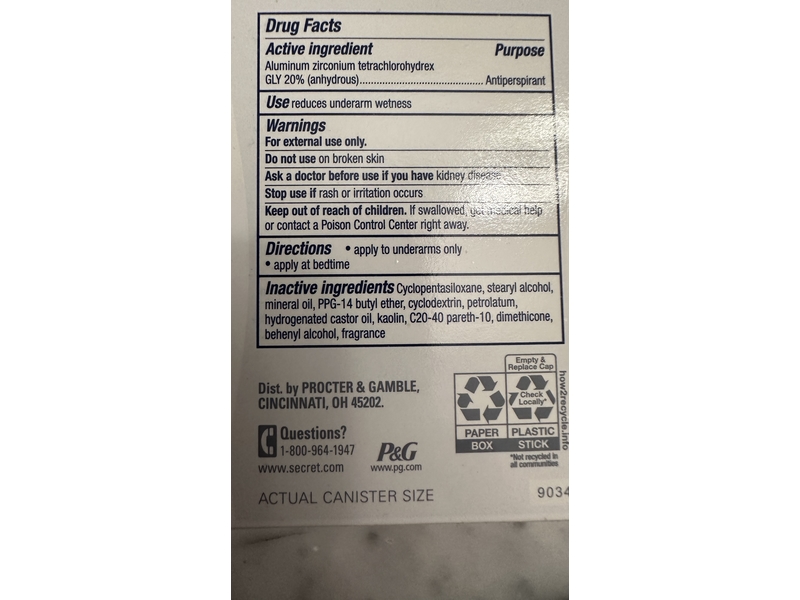 Drug Facts
Active ingredient Purpose
Aluminum zirconium tetrachlorohydrex
GLY 20% (anhydrous)............................................ Antiperspirant
Use reduces underarm wetness
Warnings
For external use only.
Do not use on broken skin
Ask a doctor before use if you have kidney disease
Stop use if rash or irritation occurs
Keep out of reach of children. If swallowed, get medical help
or contact a Poison Control Center right away.
Directions • apply to underarms only
• apply at bedtime
Inactive ingredients Cyclopentasiloxane, stearyl alcohol,
mineral oil, PPG-14 butyl ether, cyclodextrin, petrolatum,
hydrogenated castor oil, kaolin, C20-40 pareth-10, dimethicone,
behenyl alcohol, fragrance
Dist. by PROCTER & GAMBLE,
CINCINNATI, OH 45202.
Questions?
1-800-964-1947
www.secret.com
P&G
www.pg.com
Empty &
Replace Cap
Check
Locally*
PAPER PLASTIC
BOX STICK
*Not recycled in
all communities
how2recycle.info
ACTUAL CANISTER SIZE
9034